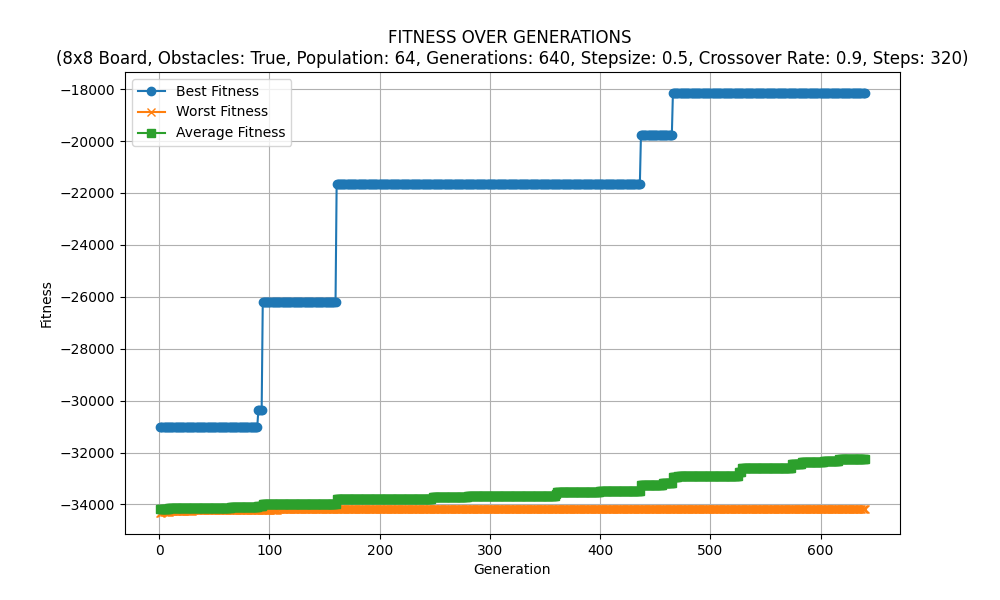 FITNESS OVER GENERATIONS
(8x8 Board, Obstacles: True, Population: 64, Generations: 640, Stepsize: 0.5, Crossover Rate: 0.9, Steps: 320)
Best Fitness
Worst Fitness
Average Fitness
−18000
−20000
−22000
−24000
−26000
−28000
−30000
−32000
−34000
Fitness
0 100 200 300 400 500 600
Generation